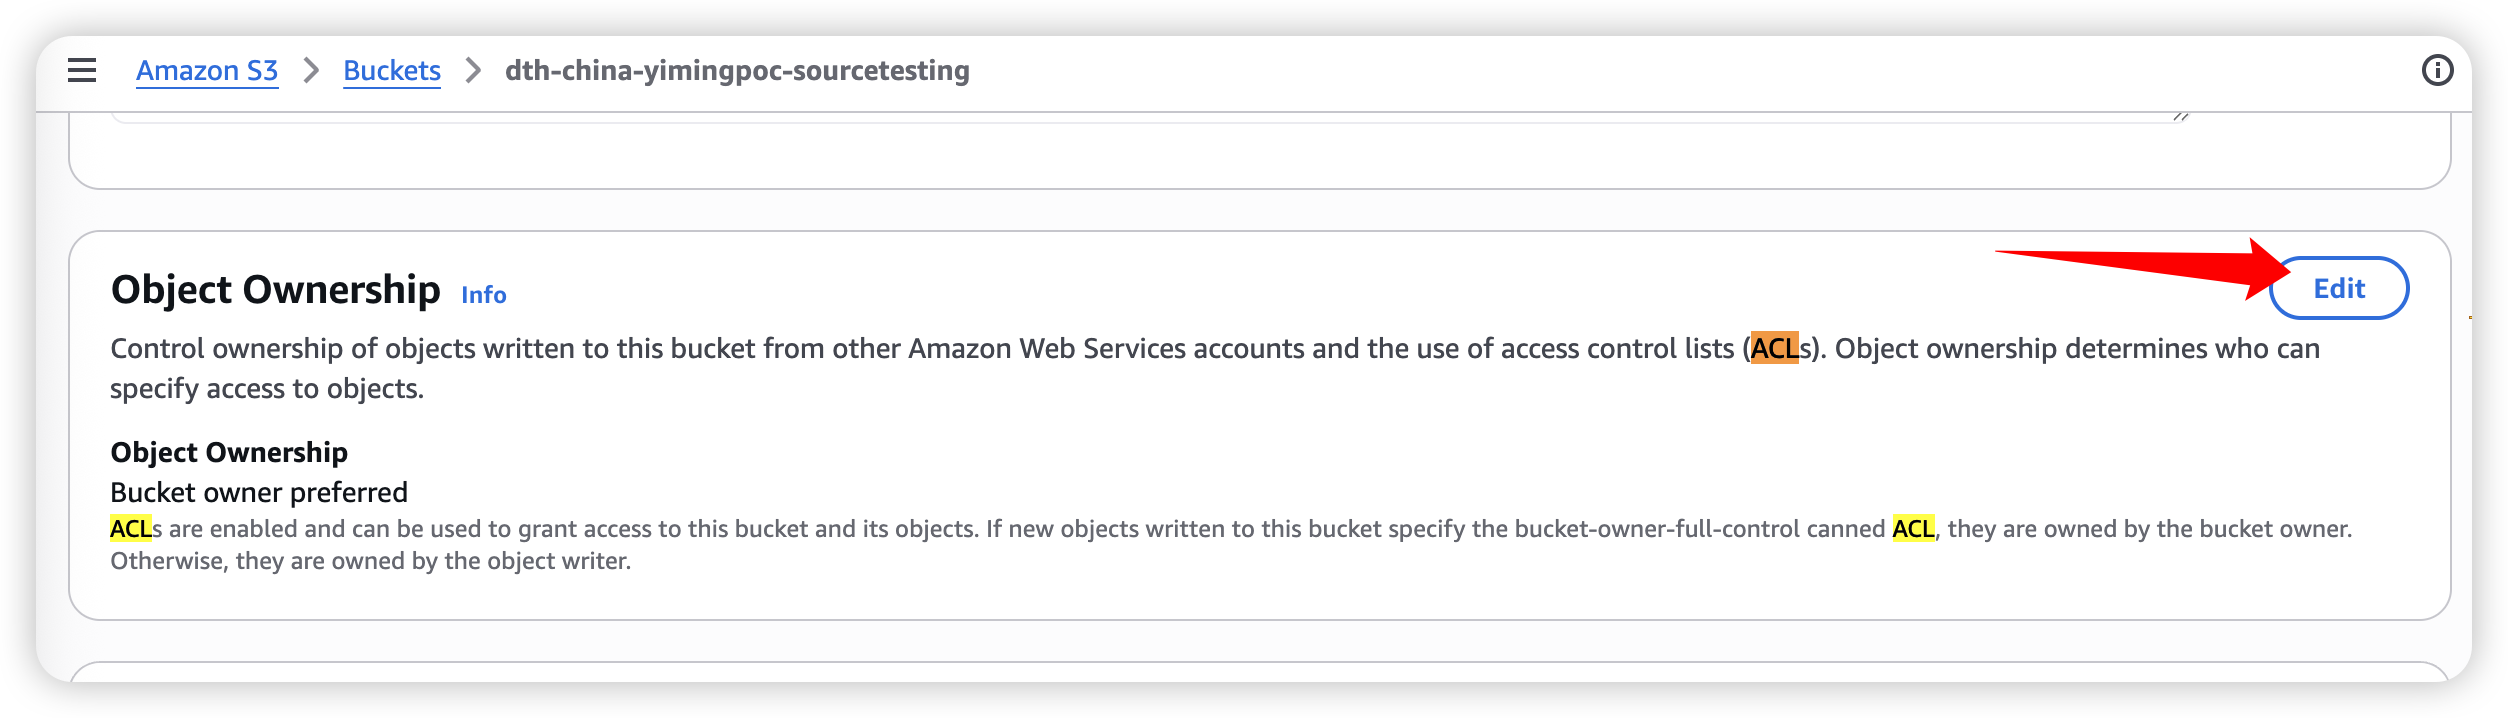 Amazon S3 > Buckets > dth-china-yimingpoc-sourcetesting
Object Ownership Info
Edit
Control ownership of objects written to this bucket from other Amazon Web Services accounts and the use of access control lists (ACLs). Object ownership determines who can
specify access to objects.
Object Ownership
Bucket owner preferred
ACLs are enabled and can be used to grant access to this bucket and its objects. If new objects written to this bucket specify the bucket-owner-full-control canned ACL, they are owned by the bucket owner.
Otherwise, they are owned by the object writer.